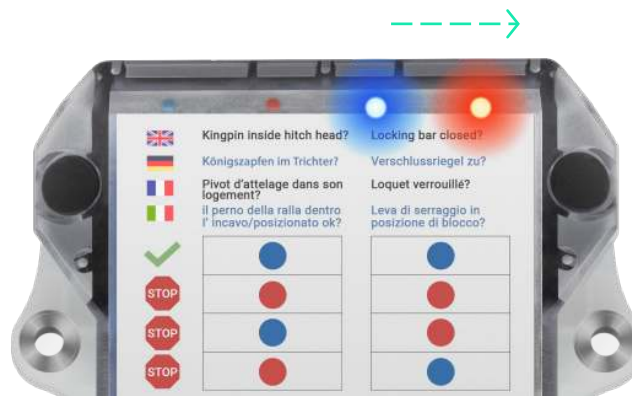 Kingpin inside hitch head? Locking bar closed?
Königszapfen im Trichter? Verschlussriegel zu?
Pivot d'attelage dans son Loquet verrouillé?
logement?
il perno della ralla dentro Leva di serraggio in
l' incavo/posizionato ok? posizione di blocco?
STOP
STOP
STOP